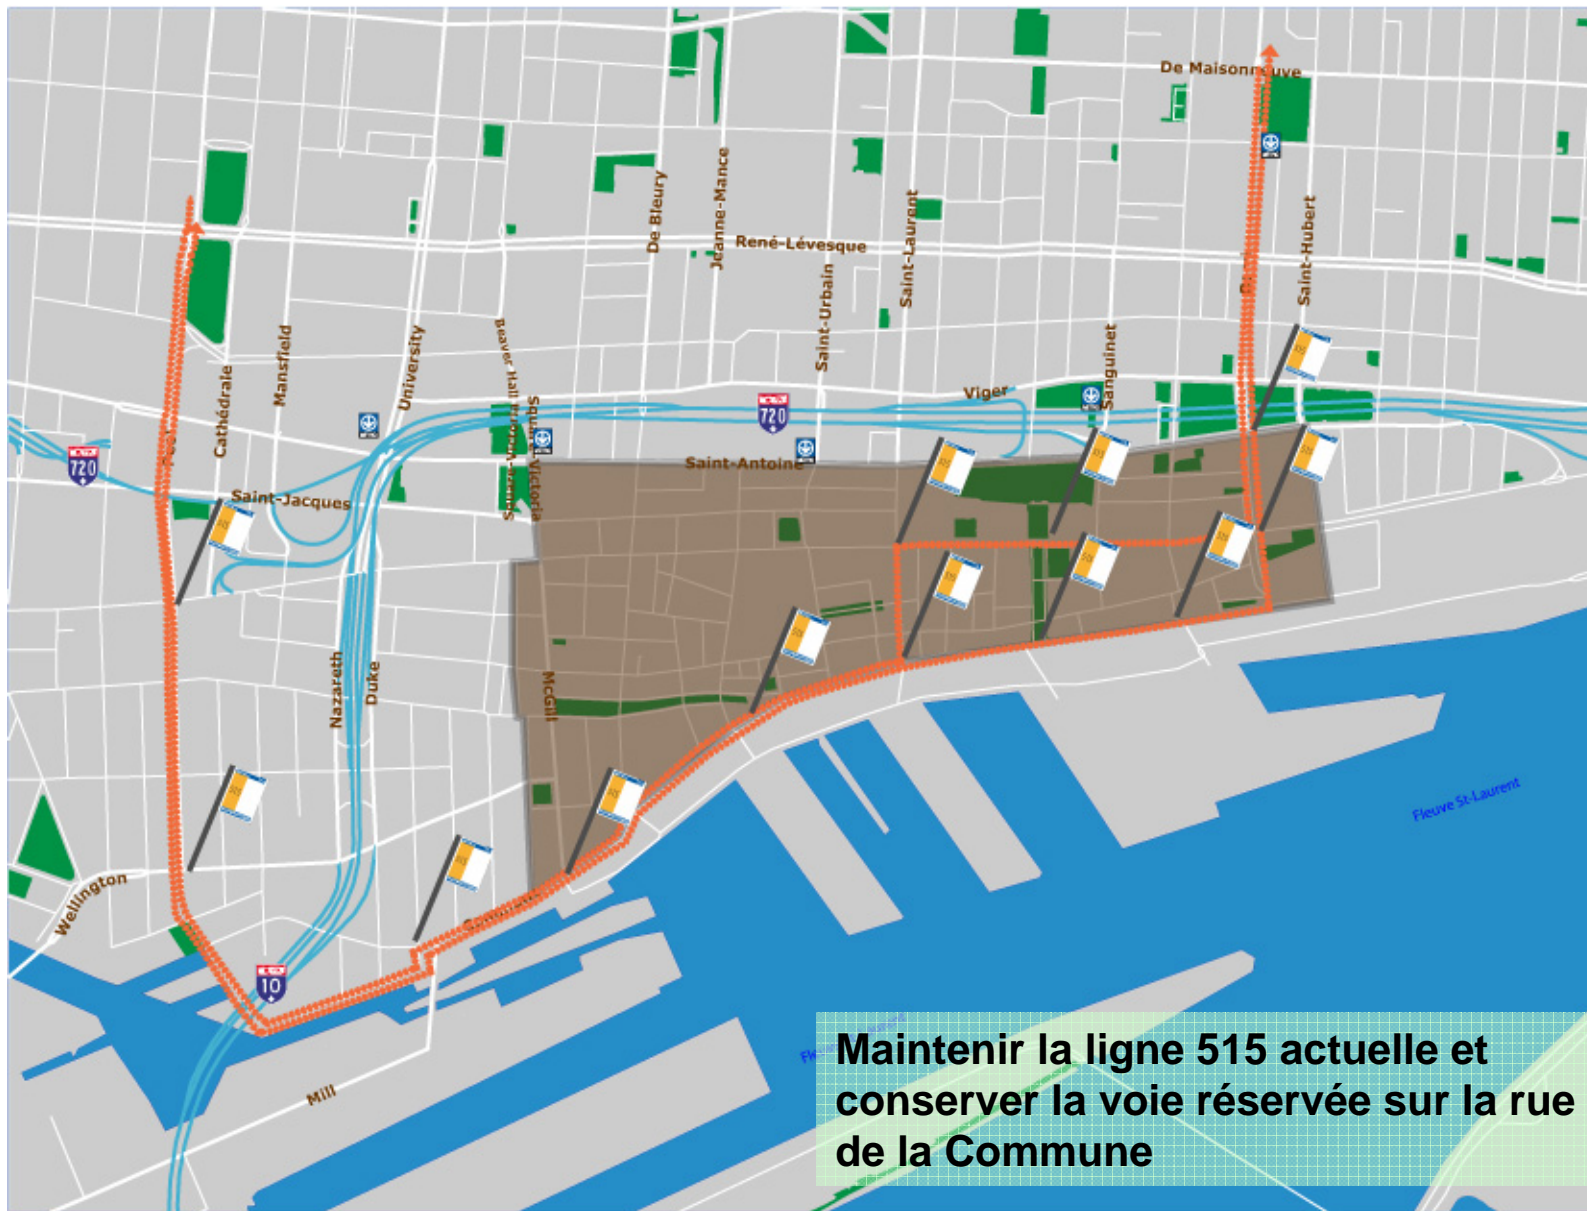 De Maisonneuve
De Bleury
Jeanne-Mance
René-Lévesque
Saint-Urbain
Saint-Laurent
Saint-Hubert
Cathédrale
Mansfield
University
Beaver Hall
Square-Victoria
Viger
Sanguinet
720
720
Saint-Antoine
Saint-Jacques
Nazareth
Duke
McGill
Wellington
10
Mill
Fleuve St-Laurent
Maintenir la ligne 515 actuelle et
conserver la voie réservée sur la rue
de la Commune